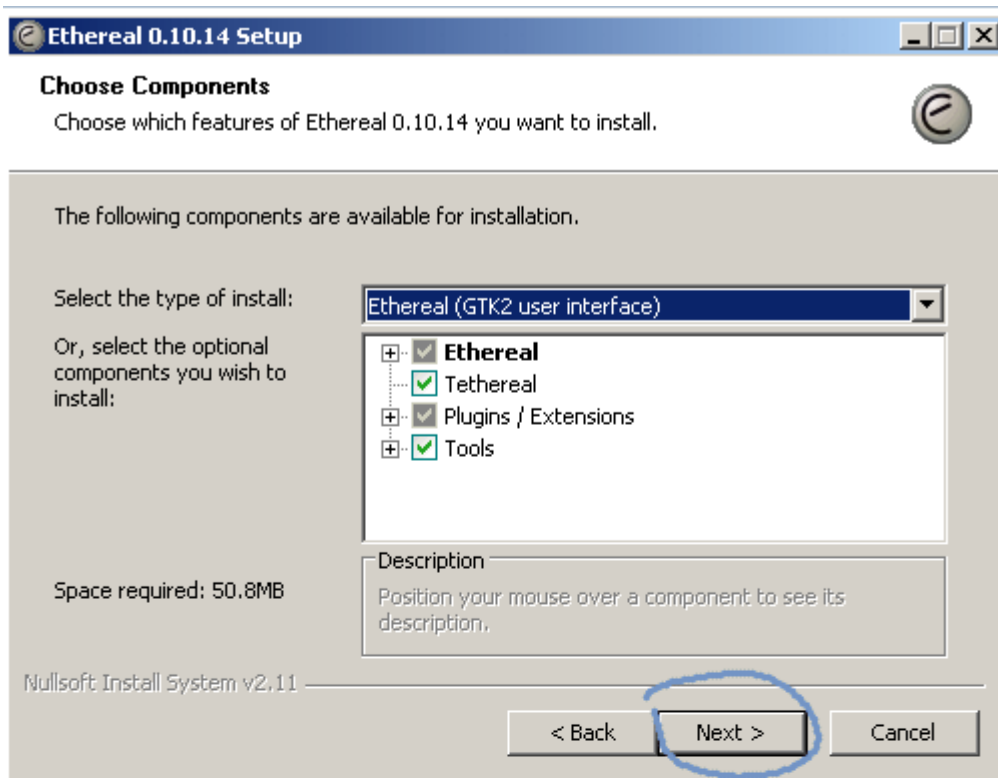 Ethereal 0.10.14 Setup
Choose Components
Choose which features of Ethereal 0.10.14 you want to install.
The following components are available for installation.
Select the type of install:
Ethereal (GTK2 user interface)
Or, select the optional
components you wish to
install:
Ethereal
Tethereal
Plugins / Extensions
Tools
Space required: 50.8MB
Description
Position your mouse over a component to see its
description.
Nullsoft Install System v2.11
< Back
Next >
Cancel